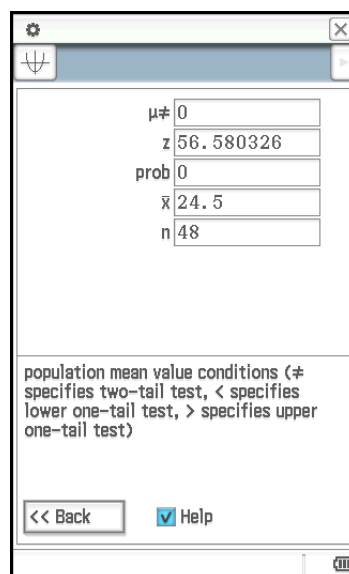 μ≠ 0
z 56.580326
prob 0
x̄ 24.5
n 48
population mean value conditions (≠
specifies two-tail test, < specifies
lower one-tail test, > specifies upper
one-tail test)
<< Back Help